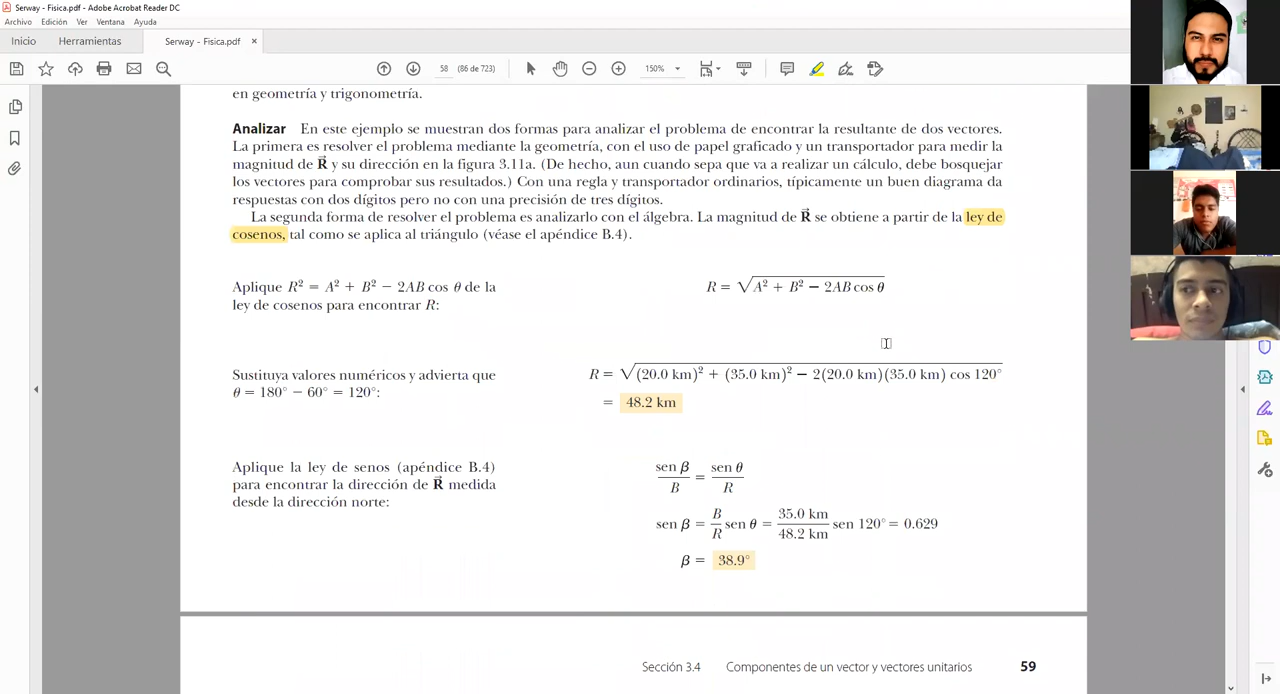 Serway - Fisica.pdf - Adobe Acrobat Reader DC
Archivo Edición Ver Ventana Ayuda
Inicio Herramientas Serway - Fisica.pdf ×
58 (86 de 723) 150%
en geometría y trigonometría.
Analizar En este ejemplo se muestran dos formas para analizar el problema de encontrar la resultante de dos vectores.
La primera es resolver el problema mediante la geometría, con el uso de papel graficado y un transportador para medir la
magnitud de R⃗ y su dirección en la figura 3.11a. (De hecho, aun cuando sepa que va a realizar un cálculo, debe bosquejar
los vectores para comprobar sus resultados.) Con una regla y transportador ordinarios, típicamente un buen diagrama da
respuestas con dos dígitos pero no con una precisión de tres dígitos.
La segunda forma de resolver el problema es analizarlo con el álgebra. La magnitud de R⃗ se obtiene a partir de la ley de
cosenos, tal como se aplica al triángulo (véase el apéndice B.4).
Aplique R² = A² + B² − 2AB cos θ de la
ley de cosenos para encontrar R:
R = √(A² + B² − 2AB cos θ)
Sustituya valores numéricos y advierta que
θ = 180° − 60° = 120°:
R = √((20.0 km)² + (35.0 km)² − 2(20.0 km)(35.0 km) cos 120°)
= 48.2 km
Aplique la ley de senos (apéndice B.4)
para encontrar la dirección de R⃗ medida
desde la dirección norte:
sen β / B = sen θ / R
sen β = B/R sen θ = 35.0 km / 48.2 km sen 120° = 0.629
β = 38.9°
Sección 3.4 Componentes de un vector y vectores unitarios 59